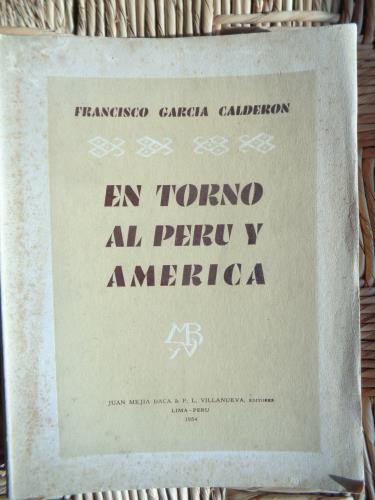 FRANCISCO GARCIA CALDERON
EN TORNO
AL PERU Y
AMERICA
JUAN MEJIA BACA & P. L. VILLANUEVA, EDITORES
LIMA - PERU
1954